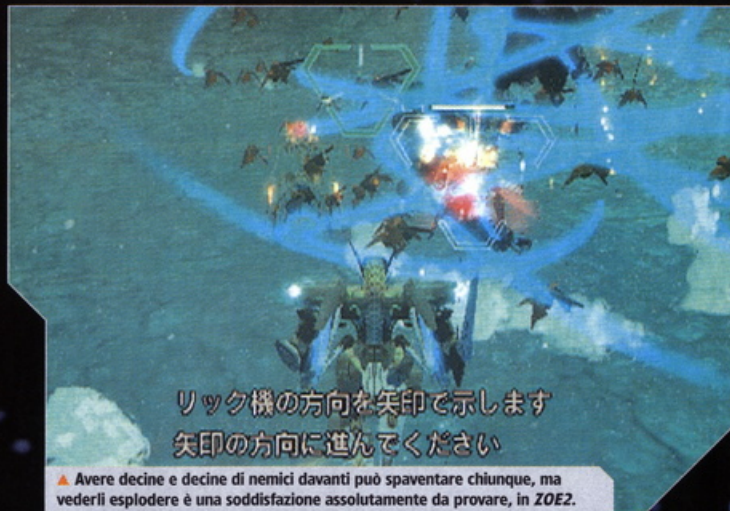 リック機の方向を矢印で示します
矢印の方向に進んでください
▲ Avere decine e decine di nemici davanti può spaventare chiunque, ma
vederli esplodere è una soddisfazione assolutamente da provare, in ZOE2.